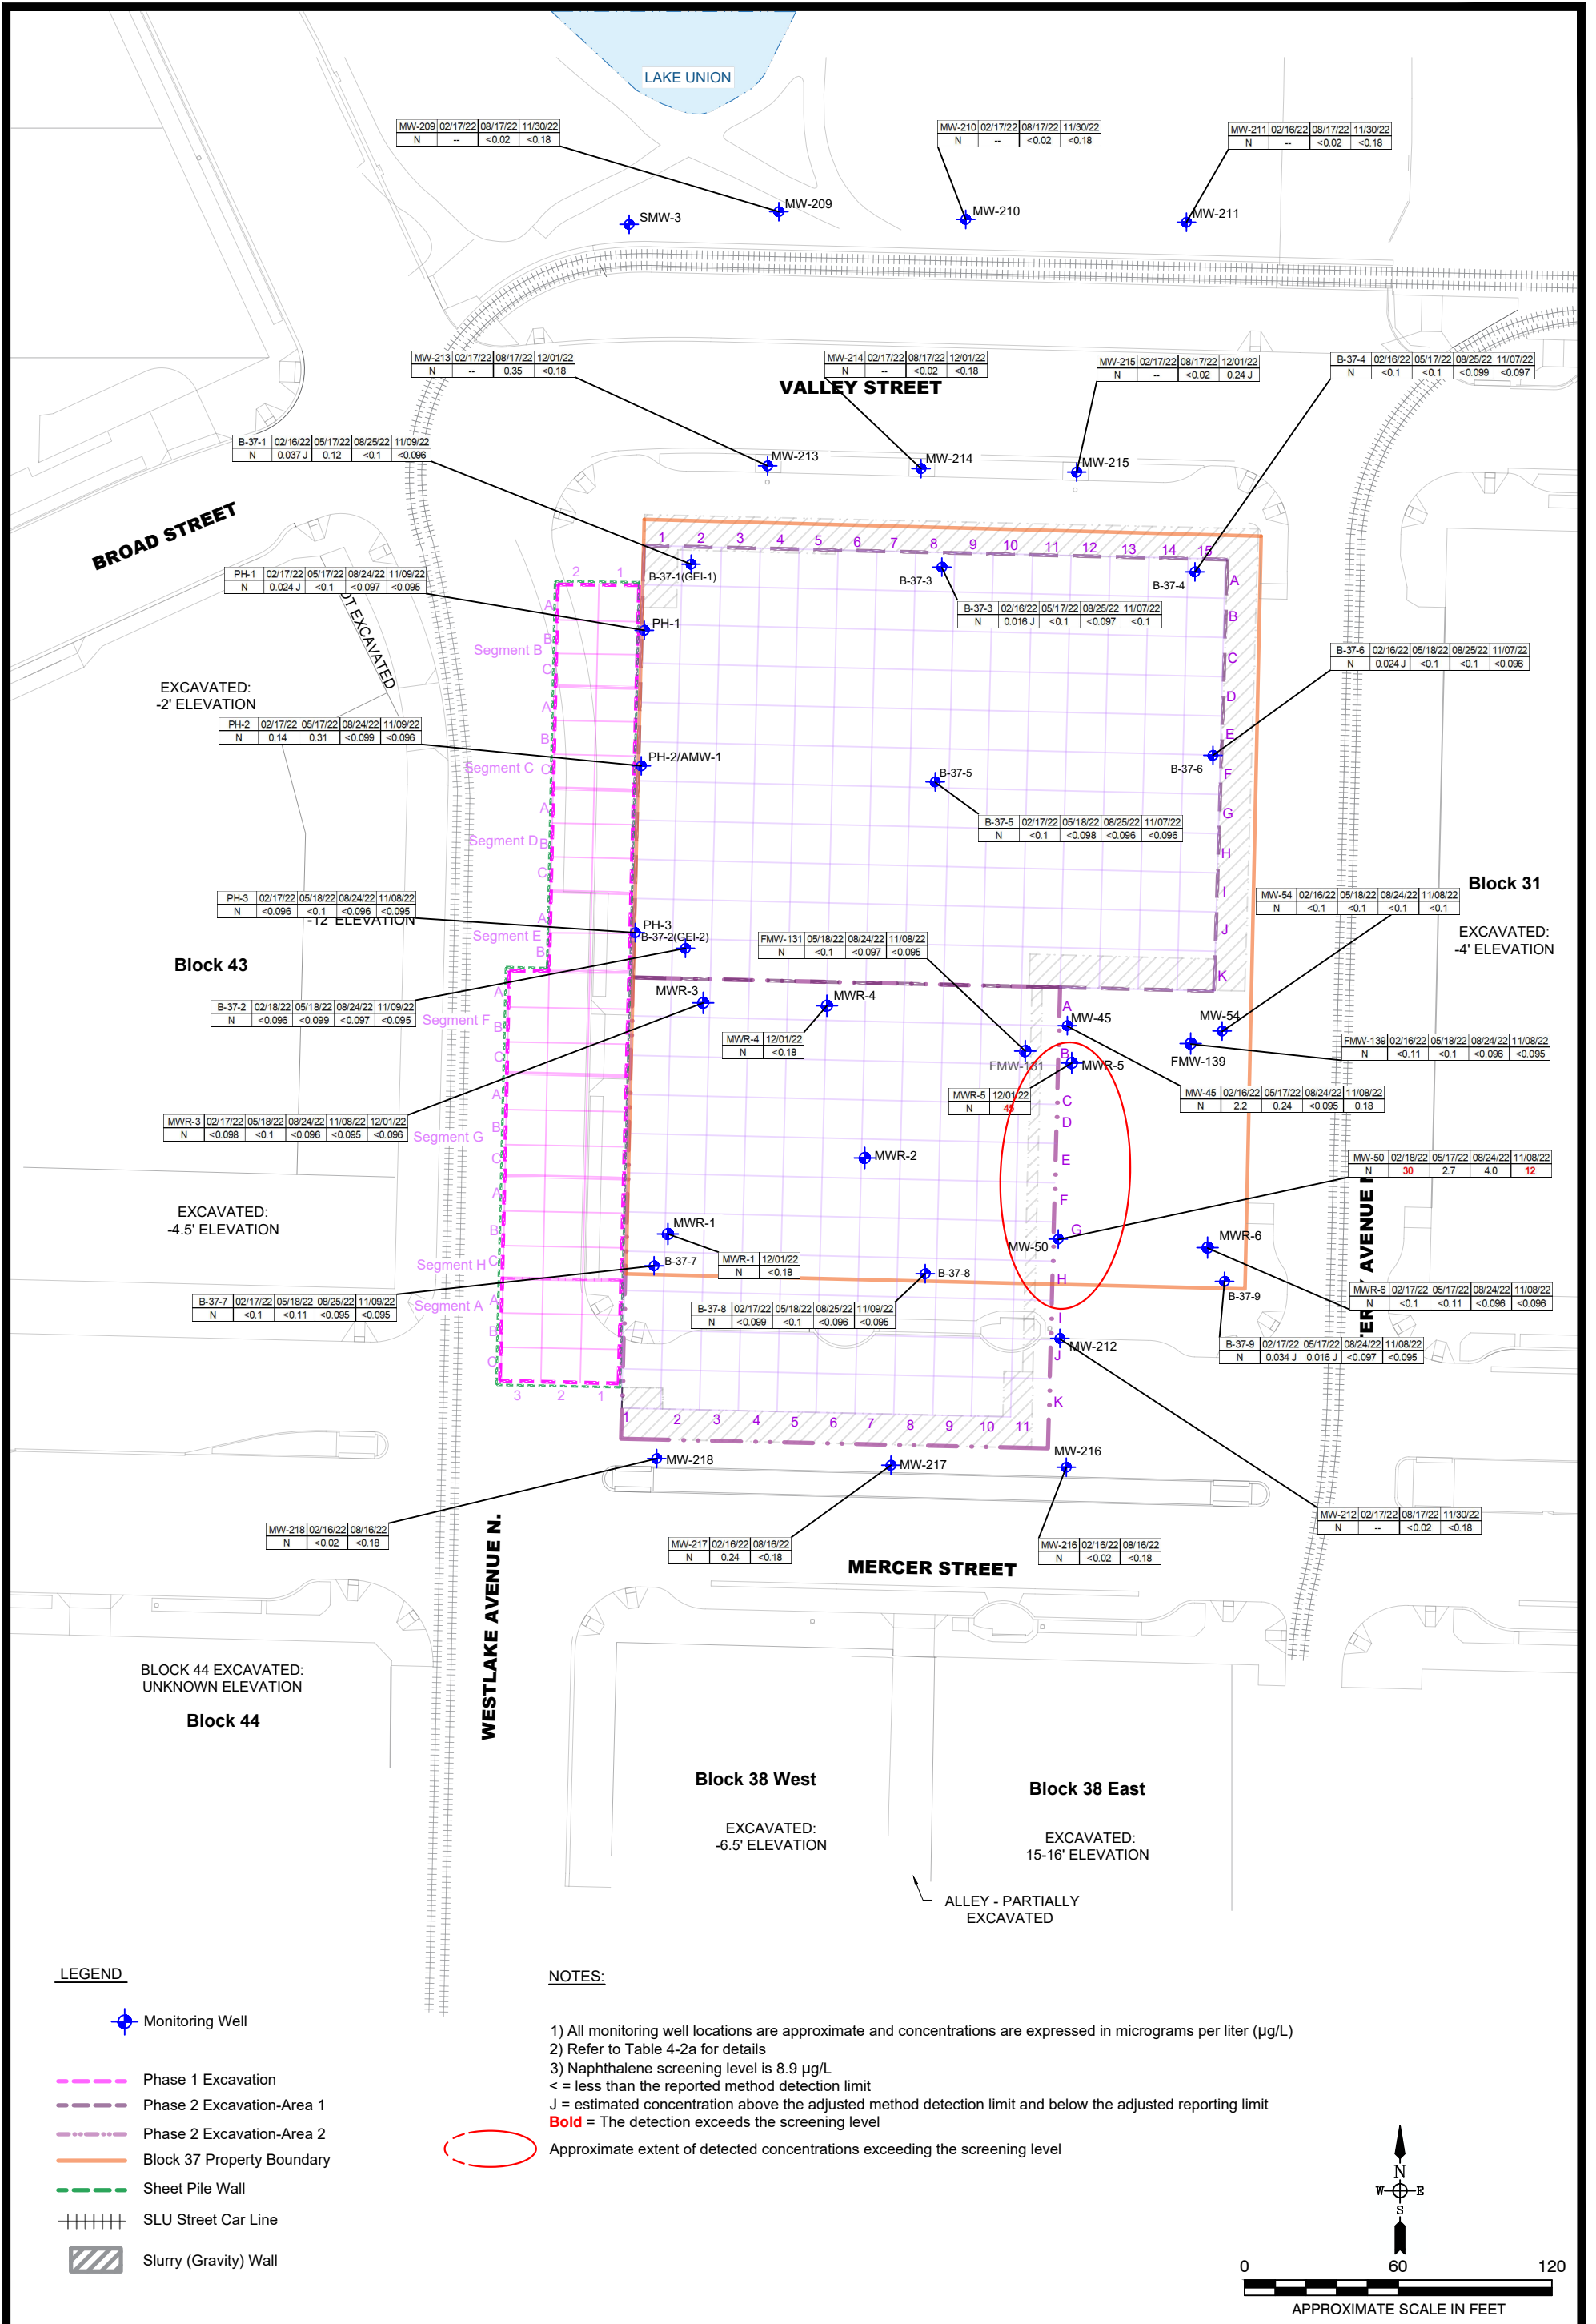 LAKE UNION
MW-209 02/17/22 08/17/22 11/30/22
N -- <0.02 <0.18
MW-210 02/17/22 08/17/22 11/30/22
N -- <0.02 <0.18
MW-211 02/16/22 08/17/22 11/30/22
N -- <0.02 <0.18
SMW-3
MW-209
MW-210
MW-211
MW-213 02/17/22 08/17/22 12/01/22
N -- 0.35 <0.18
MW-214 02/17/22 08/17/22 12/01/22
N -- <0.02 <0.18
MW-215 02/17/22 08/17/22 12/01/22
N -- <0.02 0.24 J
B-37-4 02/16/22 05/17/22 08/25/22 11/07/22
N <0.1 <0.1 <0.099 <0.097
VALLEY STREET
B-37-1 02/16/22 05/17/22 08/25/22 11/09/22
N 0.037 J 0.12 <0.1 <0.096
MW-213
MW-214
MW-215
BROAD STREET
1 2 3 4 5 6 7 8 9 10 11 12 13 14 15
B-37-1(GEI-1)
B-37-3
B-37-4
PH-1 02/17/22 05/17/22 08/24/22 11/09/22
N 0.024 J <0.1 <0.097 <0.095
2 1
A
B
C
D
E
F
G
H
I
J
K
B-37-3 02/16/22 05/17/22 08/25/22 11/07/22
N 0.016 J <0.1 <0.097 <0.1
OT EXCAVATED
PH-1
A
B
Segment B
C
B-37-6 02/16/22 05/18/22 08/25/22 11/07/22
N 0.024 J <0.1 <0.1 <0.096
EXCAVATED:
-2' ELEVATION
PH-2 02/17/22 05/17/22 08/24/22 11/09/22
N 0.14 0.31 <0.099 <0.096
A
B
Segment C C
PH-2/AMW-1
B-37-5
B-37-6
B-37-5 02/17/22 05/18/22 08/25/22 11/07/22
N <0.1 <0.098 <0.096 <0.096
A
Segment D B
C
Block 31
EXCAVATED:
-4' ELEVATION
MW-54 02/16/22 05/18/22 08/24/22 11/08/22
N <0.1 <0.1 <0.1 <0.1
PH-3 02/17/22 05/18/22 08/24/22 11/08/22
N <0.096 <0.1 <0.096 <0.095
-12' ELEVATION
A
Segment E
B
PH-3
B-37-2(GEI-2)
FMW-131 05/18/22 08/24/22 11/08/22
N <0.1 <0.097 <0.095
Block 43
B-37-2 02/18/22 05/18/22 08/24/22 11/09/22
N <0.096 <0.099 <0.097 <0.095
A
Segment F
B
C
MWR-3
MWR-4
MWR-4 12/01/22
N <0.18
FMW-131
MW-45
MWR-5
MW-54
FMW-139
FMW-139 02/16/22 05/18/22 08/24/22 11/08/22
N <0.11 <0.1 <0.096 <0.095
A
B
C
D
E
F
G
H
I
J
K
MWR-5 12/01/22
N 45
MW-45 02/16/22 05/17/22 08/24/22 11/08/22
N 2.2 0.24 <0.095 0.18
MWR-3 02/17/22 05/18/22 08/24/22 11/08/22 12/01/22
N <0.098 <0.1 <0.096 <0.095 <0.096
A
B
Segment G
C
MWR-2
MW-50 02/18/22 05/17/22 08/24/22 11/08/22
N 30 2.7 4.0 12
EXCAVATED:
-4.5' ELEVATION
A
B
Segment H C
MWR-1
B-37-7
MWR-1 12/01/22
N <0.18
B-37-8
MW-50
MWR-6
B-37-9
MWR-6 02/17/22 05/17/22 08/24/22 11/08/22
N <0.1 <0.11 <0.096 <0.096
B-37-7 02/17/22 05/18/22 08/25/22 11/09/22
N <0.1 <0.11 <0.095 <0.095
Segment A A
B
C
B-37-8 02/17/22 05/18/22 08/25/22 11/09/22
N <0.099 <0.1 <0.096 <0.095
B-37-9 02/17/22 05/17/22 08/24/22 11/08/22
N 0.034 J 0.016 J <0.097 <0.095
AVENUE
MW-212
3 2 1
1 2 3 4 5 6 7 8 9 10 11
MW-218
MW-217
MW-216
MW-212 02/17/22 08/17/22 11/30/22
N -- <0.02 <0.18
MW-218 02/16/22 08/16/22
N <0.02 <0.18
MW-217 02/16/22 08/16/22
N 0.24 <0.18
MW-216 02/16/22 08/16/22
N <0.02 <0.18
WESTLAKE AVENUE N.
MERCER STREET
BLOCK 44 EXCAVATED:
UNKNOWN ELEVATION
Block 44
Block 38 West
EXCAVATED:
-6.5' ELEVATION
Block 38 East
EXCAVATED:
15-16' ELEVATION
ALLEY - PARTIALLY
EXCAVATED
LEGEND
Monitoring Well
Phase 1 Excavation
Phase 2 Excavation-Area 1
Phase 2 Excavation-Area 2
Block 37 Property Boundary
Sheet Pile Wall
SLU Street Car Line
Slurry (Gravity) Wall
NOTES:
1) All monitoring well locations are approximate and concentrations are expressed in micrograms per liter (µg/L)
2) Refer to Table 4-2a for details
3) Naphthalene screening level is 8.9 µg/L
< = less than the reported method detection limit
J = estimated concentration above the adjusted method detection limit and below the adjusted reporting limit
Bold = The detection exceeds the screening level
Approximate extent of detected concentrations exceeding the screening level
N
W E
S
0 60 120
APPROXIMATE SCALE IN FEET